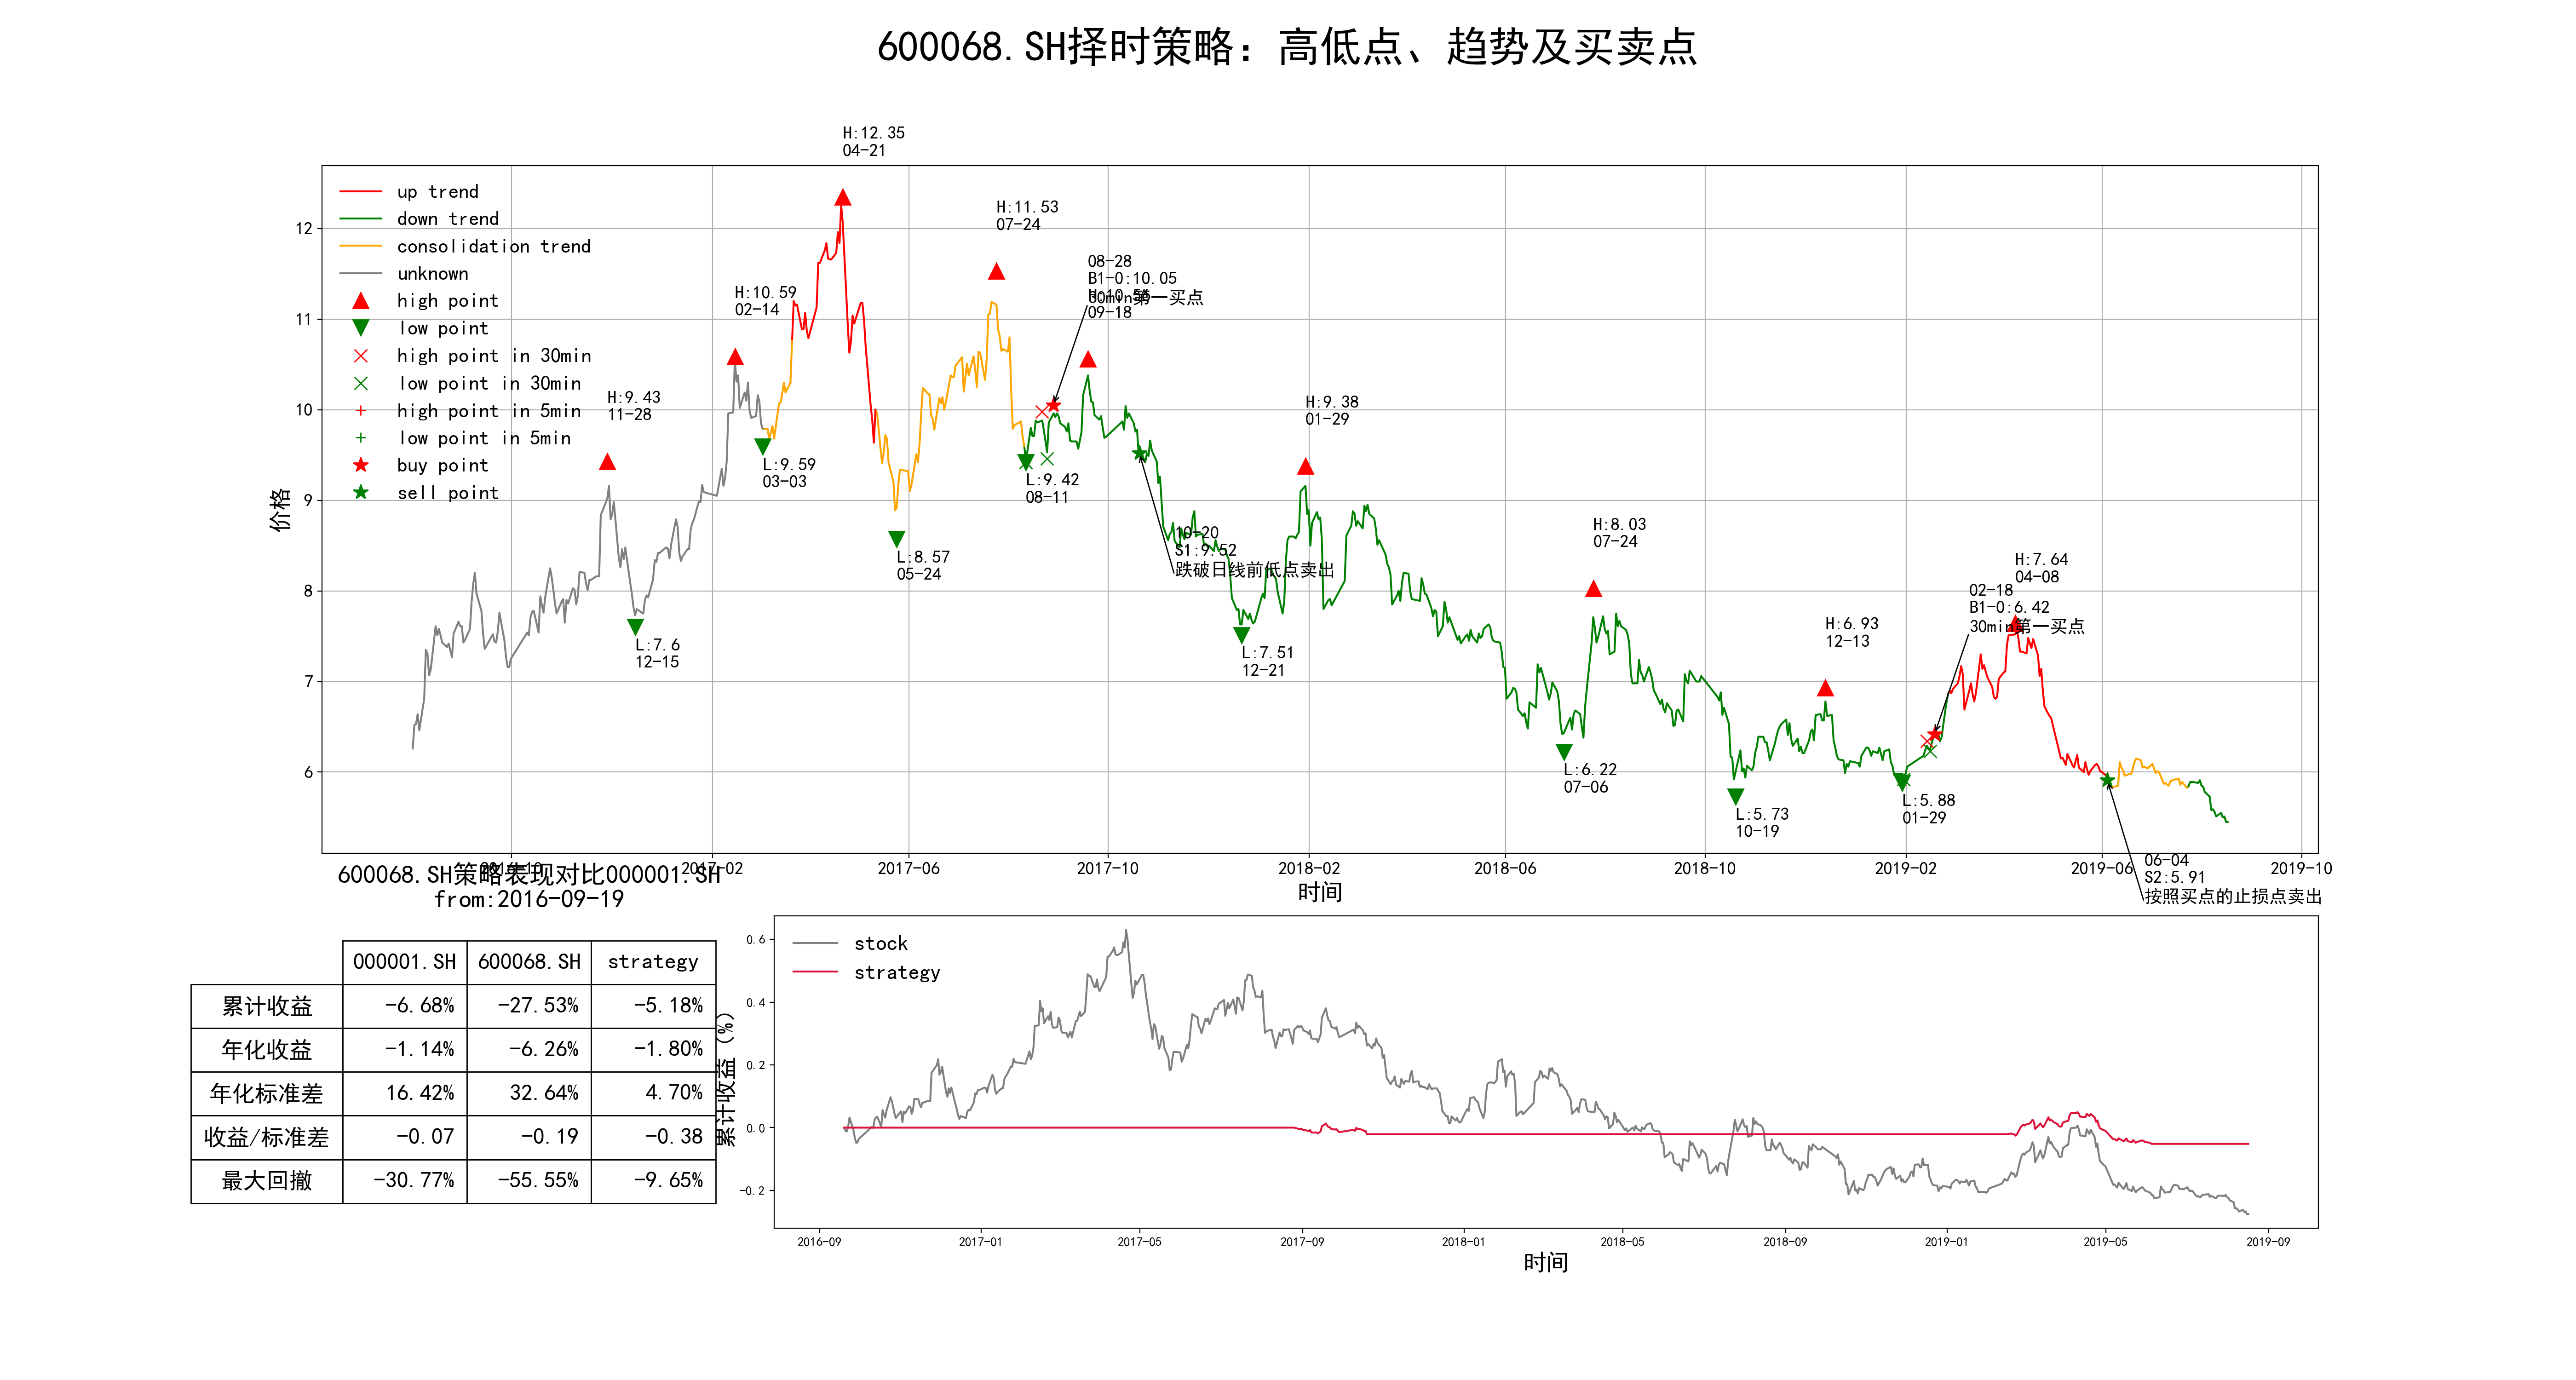 600068.SH择时策略：高低点、趋势及买卖点
H:12.35
04-21
H:11.53
07-24
08-28
B1-0:10.05
30min第一买点
H:10.56
09-18
H:10.59
02-14
H:9.43
11-28
L:9.59
03-03
L:9.42
08-11
H:9.38
01-29
10-20
S1:9.52
跌破日线前低点卖出
L:8.57
05-24
L:7.6
12-15
L:7.51
12-21
H:8.03
07-24
H:7.64
04-08
02-18
B1-0:6.42
30min第一买点
H:6.93
12-13
L:6.22
07-06
L:5.73
10-19
L:5.88
01-29
06-04
S2:5.91
按照买点的止损点卖出
up trend
down trend
consolidation trend
unknown
high point
low point
high point in 30min
low point in 30min
high point in 5min
low point in 5min
buy point
sell point
价格
12
11
10
9
8
7
6
2016-10
2017-02
2017-06
2017-10
2018-02
2018-06
2018-10
2019-02
2019-06
2019-10
时间
600068.SH策略表现对比000001.SH
from:2016-09-19
000001.SH 600068.SH strategy
累计收益 -6.68% -27.53% -5.18%
年化收益 -1.14% -6.26% -1.80%
年化标准差 16.42% 32.64% 4.70%
收益/标准差 -0.07 -0.19 -0.38
最大回撤 -30.77% -55.55% -9.65%
stock
strategy
累计收益（%）
0.6
0.4
0.2
0.0
-0.2
2016-09
2017-01
2017-05
2017-09
2018-01
2018-05
2018-09
2019-01
2019-05
2019-09
时间